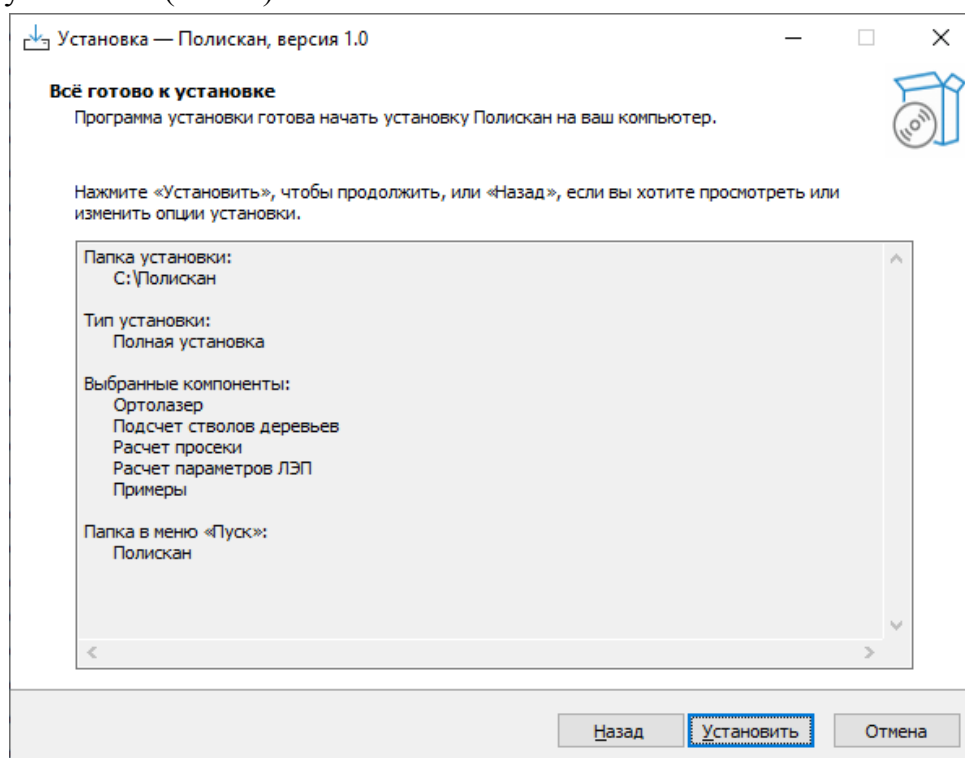 Установка — Полискан, версия 1.0
Всё готово к установке
Программа установки готова начать установку Полискан на ваш компьютер.
Нажмите «Установить», чтобы продолжить, или «Назад», если вы хотите просмотреть или
изменить опции установки.
Папка установки:
C:\Полискан
Тип установки:
Полная установка
Выбранные компоненты:
Ортолазер
Подсчет стволов деревьев
Расчет просеки
Расчет параметров ЛЭП
Примеры
Папка в меню «Пуск»:
Полискан
Назад
Установить
Отмена